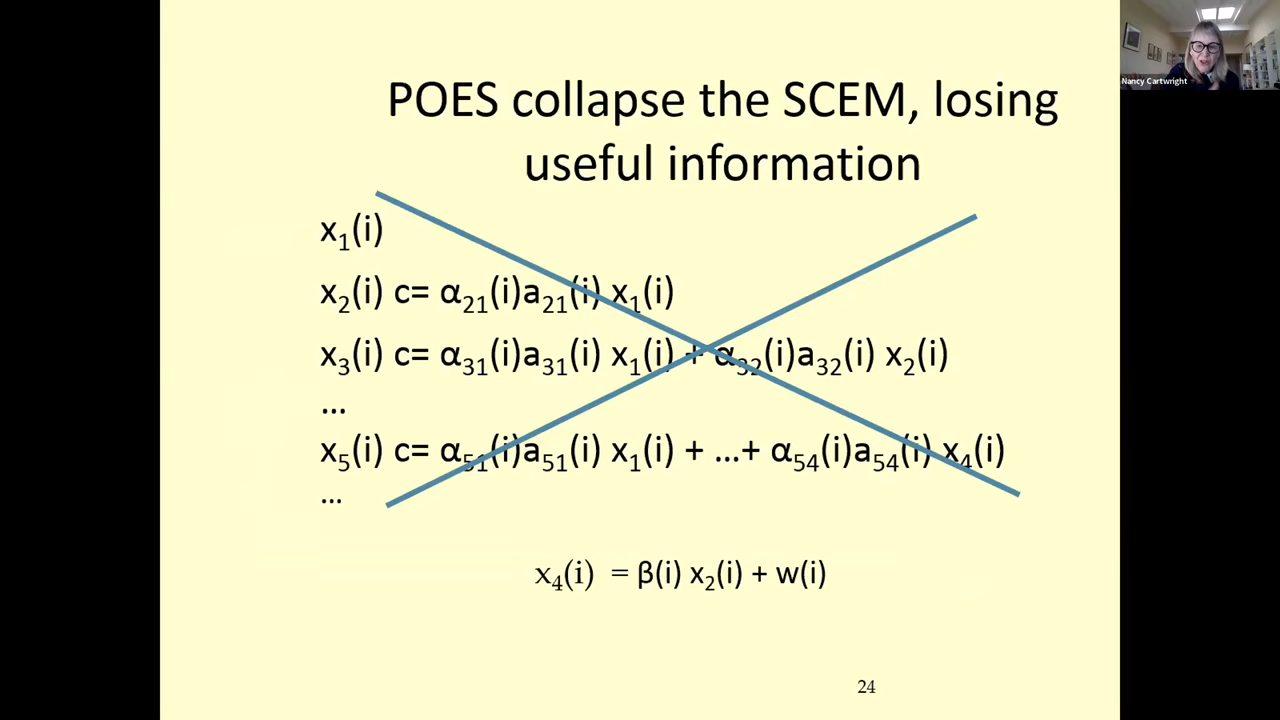 POES collapse the SCEM, losing
useful information
x₁(i)
x₂(i) c= α₂₁(i)a₂₁(i) x₁(i)
x₃(i) c= α₃₁(i)a₃₁(i) x₁(i) + α₃₂(i)a₃₂(i) x₂(i)
...
x₅(i) c= α₅₁(i)a₅₁(i) x₁(i) + ...+ α₅₄(i)a₅₄(i) x₄(i)
...
x₄(i) = β(i) x₂(i) + w(i)
24
Nancy Cartwright